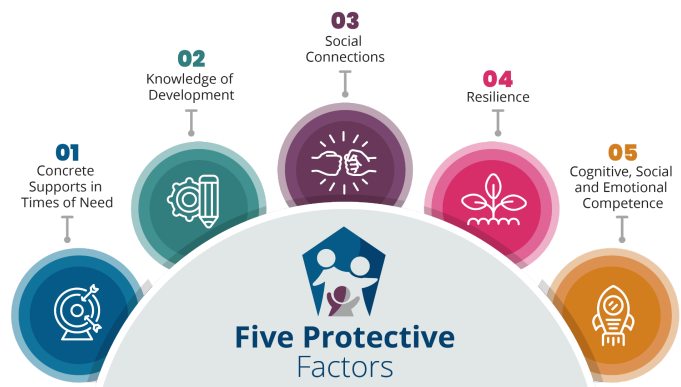 01
Concrete
Supports in
Times of Need
02
Knowledge of
Development
03
Social
Connections
04
Resilience
05
Cognitive, Social
and Emotional
Competence
Five Protective
Factors